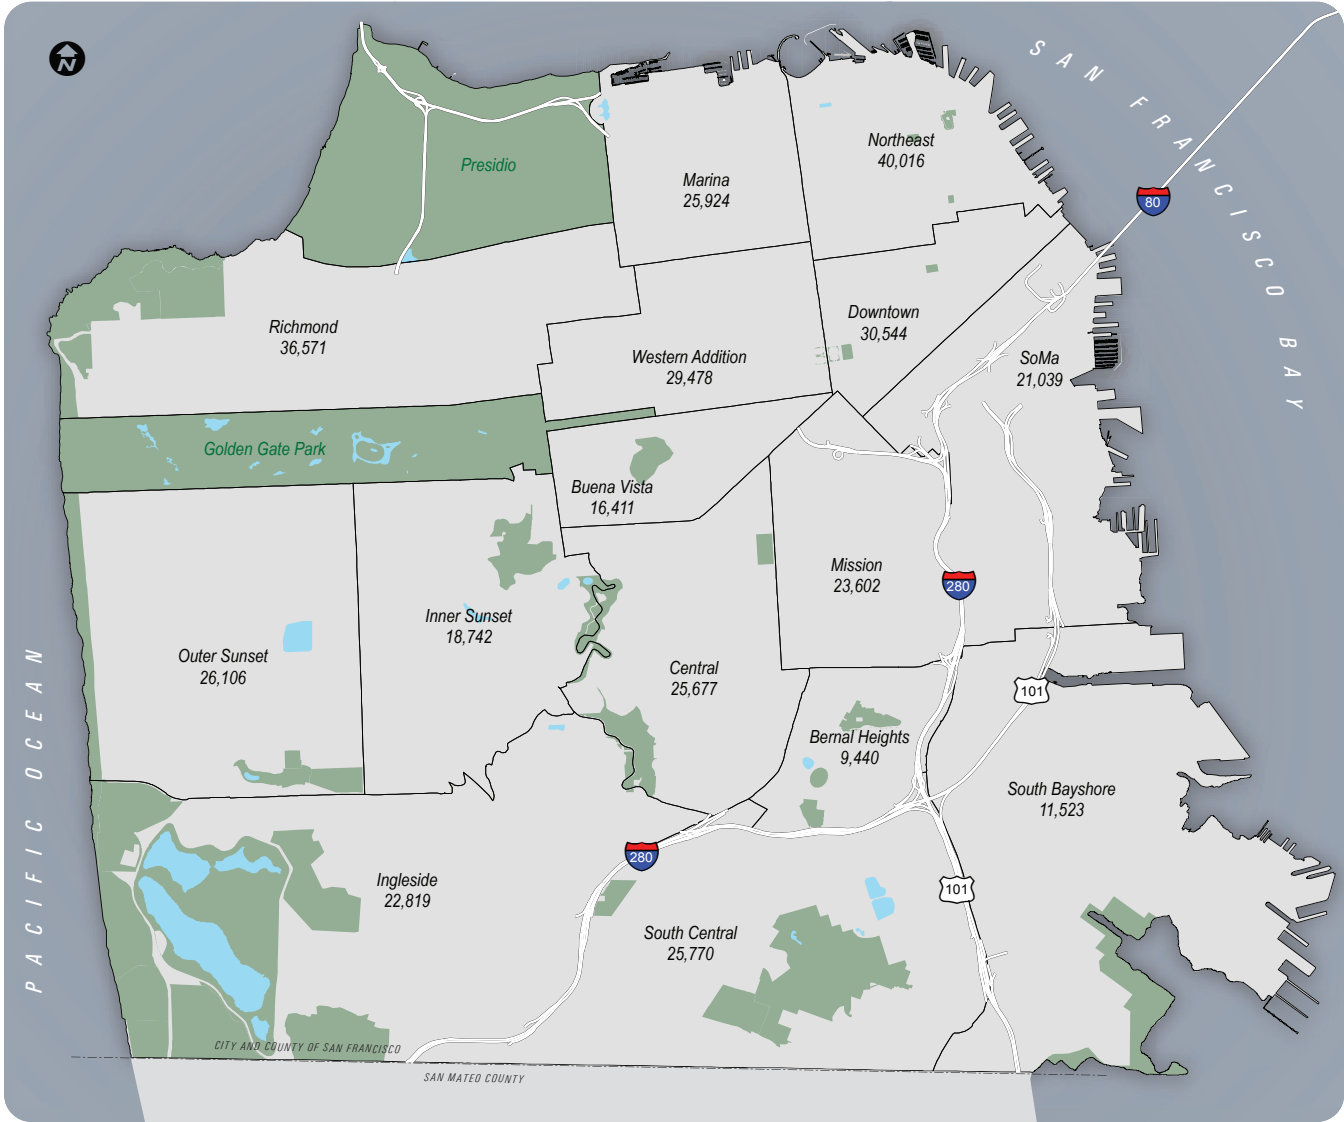 N
SAN FRANCISCO BAY
80
Northeast
40,016
Presidio
Marina
25,924
Richmond
36,571
Downtown
30,544
Western Addition
29,478
SoMa
21,039
Golden Gate Park
Buena Vista
16,411
Mission
23,602
280
Inner Sunset
18,742
Outer Sunset
26,106
Central
25,677
PACIFIC OCEAN
101
Bernal Heights
9,440
South Bayshore
11,523
280
Ingleside
22,819
101
South Central
25,770
CITY AND COUNTY OF SAN FRANCISCO
SAN MATEO COUNTY